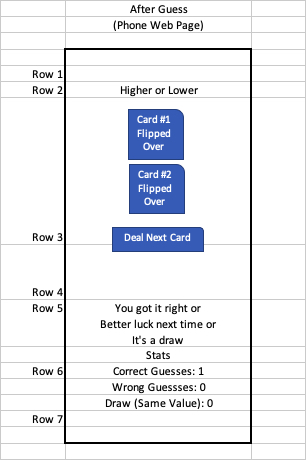 After Guess
(Phone Web Page)
Row 1
Row 2 Higher or Lower
Card #1
Flipped
Over
Card #2
Flipped
Over
Row 3 Deal Next Card
Row 4
Row 5 You got it right or
Better luck next time or
It's a draw
Stats
Row 6 Correct Guesses: 1
Wrong Guessses: 0
Draw (Same Value): 0
Row 7